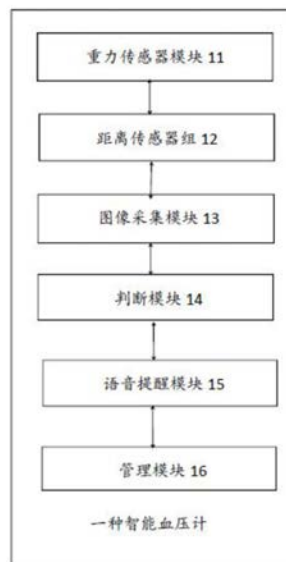 重力传感器模块 11
距离传感器组 12
图像采集模块 13
判断模块 14
语音提醒模块 15
管理模块 16
一种智能血压计